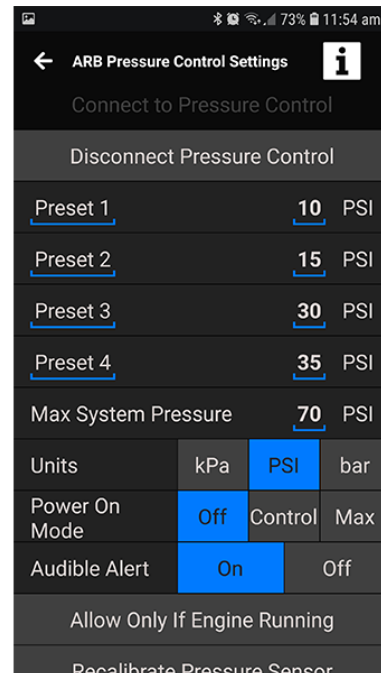 73% 11:54 am
ARB Pressure Control Settings i
Connect to Pressure Control
Disconnect Pressure Control
Preset 1 10 PSI
Preset 2 15 PSI
Preset 3 30 PSI
Preset 4 35 PSI
Max System Pressure 70 PSI
Units kPa PSI bar
Power On
Mode Off Control Max
Audible Alert On Off
Allow Only If Engine Running
Recalibrate Pressure Sensor